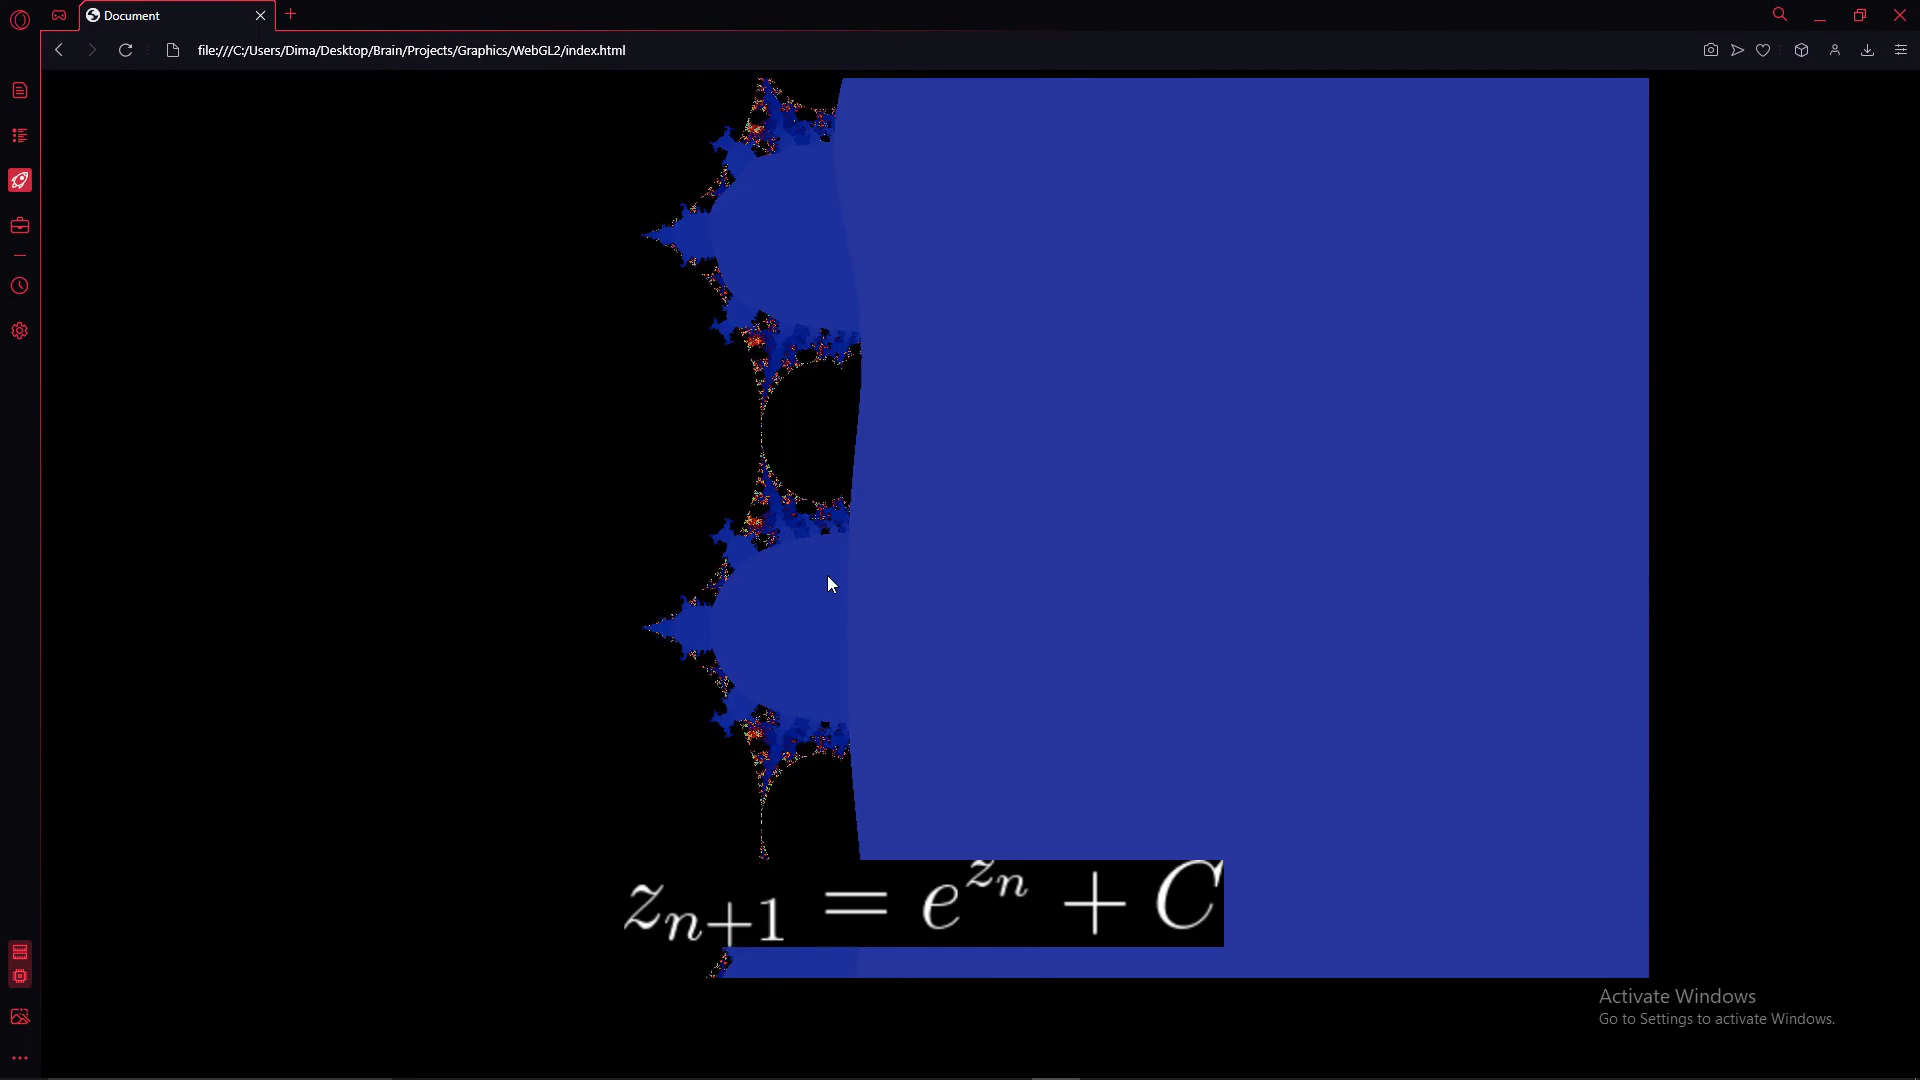 Document
file:///C:/Users/Dima/Desktop/Brain/Projects/Graphics/WebGL2/index.html
z_{n+1} = e^{z_n} + C
Activate Windows
Go to Settings to activate Windows.